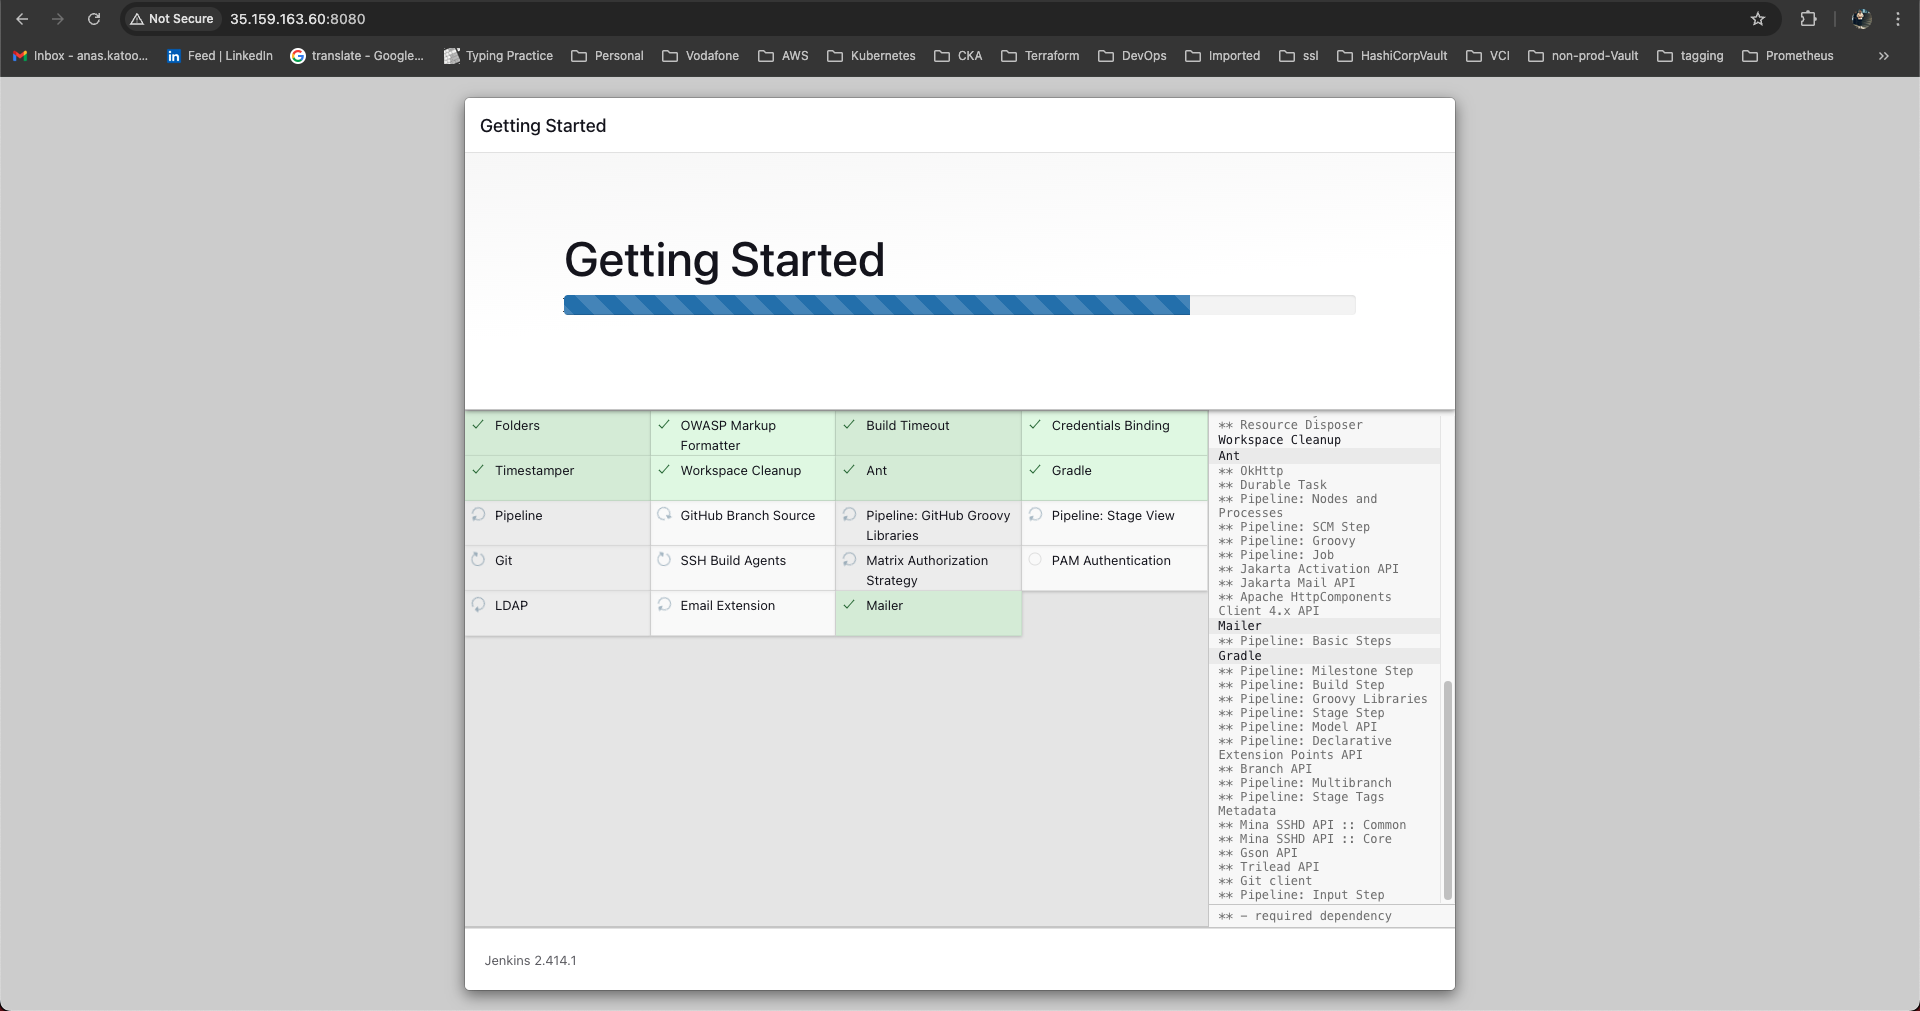 Not Secure 35.159.163.60:8080
Inbox - anas.katoo... Feed | LinkedIn translate - Google... Typing Practice Personal Vodafone AWS Kubernetes CKA Terraform DevOps Imported ssl HashiCorpVault VCI non-prod-Vault tagging Prometheus »
Getting Started
Getting Started
Folders
OWASP Markup
Formatter
Build Timeout
Credentials Binding
Timestamper
Workspace Cleanup
Ant
Gradle
Pipeline
GitHub Branch Source
Pipeline: GitHub Groovy
Libraries
Pipeline: Stage View
Git
SSH Build Agents
Matrix Authorization
Strategy
PAM Authentication
LDAP
Email Extension
Mailer
** Resource Disposer
Workspace Cleanup
Ant
** OkHttp
** Durable Task
** Pipeline: Nodes and
Processes
** Pipeline: SCM Step
** Pipeline: Groovy
** Pipeline: Job
** Jakarta Activation API
** Jakarta Mail API
** Apache HttpComponents
Client 4.x API
Mailer
** Pipeline: Basic Steps
Gradle
** Pipeline: Milestone Step
** Pipeline: Build Step
** Pipeline: Groovy Libraries
** Pipeline: Stage Step
** Pipeline: Model API
** Pipeline: Declarative
Extension Points API
** Branch API
** Pipeline: Multibranch
** Pipeline: Stage Tags
Metadata
** Mina SSHD API :: Common
** Mina SSHD API :: Core
** Gson API
** Trilead API
** Git client
** Pipeline: Input Step
** - required dependency
Jenkins 2.414.1